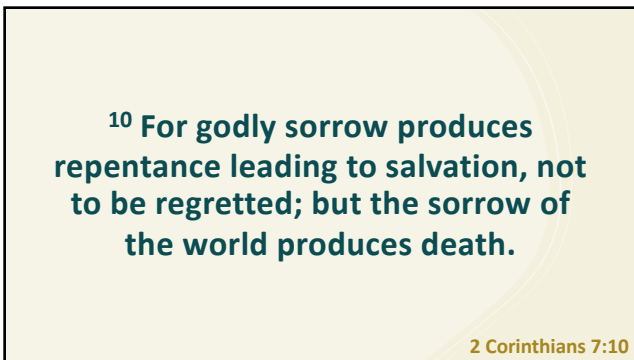 10 For godly sorrow produces
repentance leading to salvation, not
to be regretted; but the sorrow of
the world produces death.
2 Corinthians 7:10